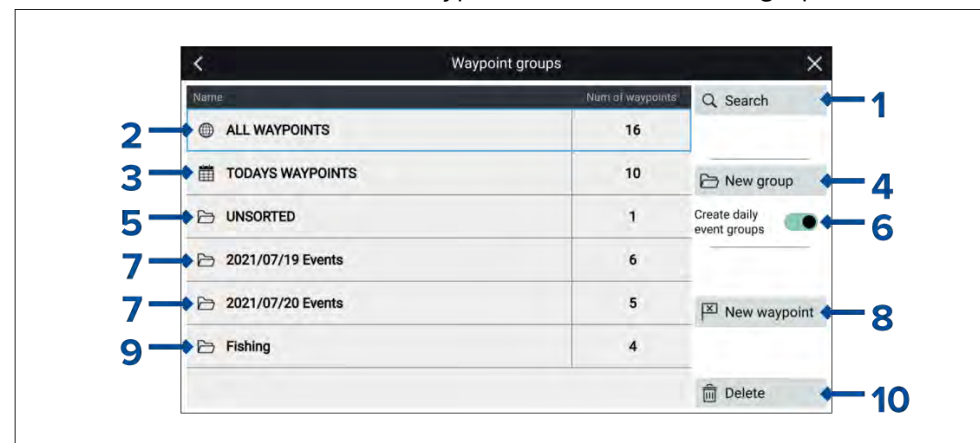 Waypoint groups
Name Num of waypoints
Search 1
2 ALL WAYPOINTS 16
3 TODAYS WAYPOINTS 10
New group 4
5 UNSORTED 1
Create daily
event groups 6
7 2021/07/19 Events 6
7 2021/07/20 Events 5
New waypoint 8
9 Fishing 4
Delete 10